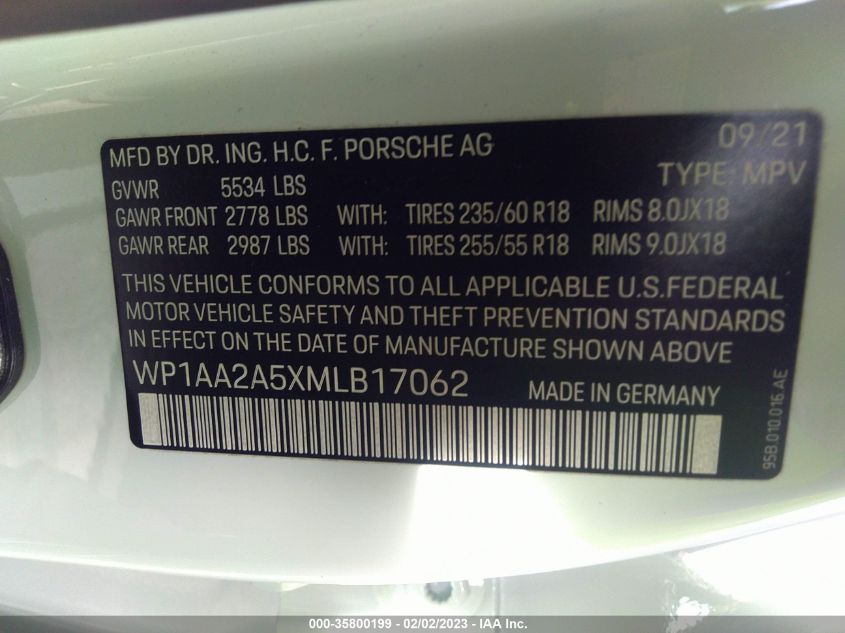 MFD BY DR. ING. H.C. F. PORSCHE AG 09/21
GVWR 5534 LBS TYPE: MPV
GAWR FRONT 2778 LBS WITH: TIRES 235/60 R18 RIMS 8.0JX18
GAWR REAR 2987 LBS WITH: TIRES 255/55 R18 RIMS 9.0JX18
THIS VEHICLE CONFORMS TO ALL APPLICABLE U.S.FEDERAL
MOTOR VEHICLE SAFETY AND THEFT PREVENTION STANDARDS
IN EFFECT ON THE DATE OF MANUFACTURE SHOWN ABOVE
WP1AA2A5XMLB17062 MADE IN GERMANY
95B.010.016.AE
000-35800199 - 02/02/2023 - IAA Inc.